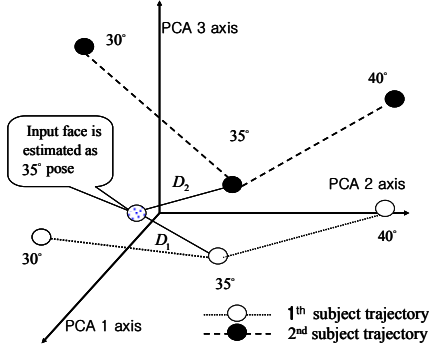 PCA 3 axis
30°
40°
35°
Input face is
estimated as
35° pose
D2
PCA 2 axis
D1
30°
40°
35°
1th subject trajectory
PCA 1 axis
2nd subject trajectory